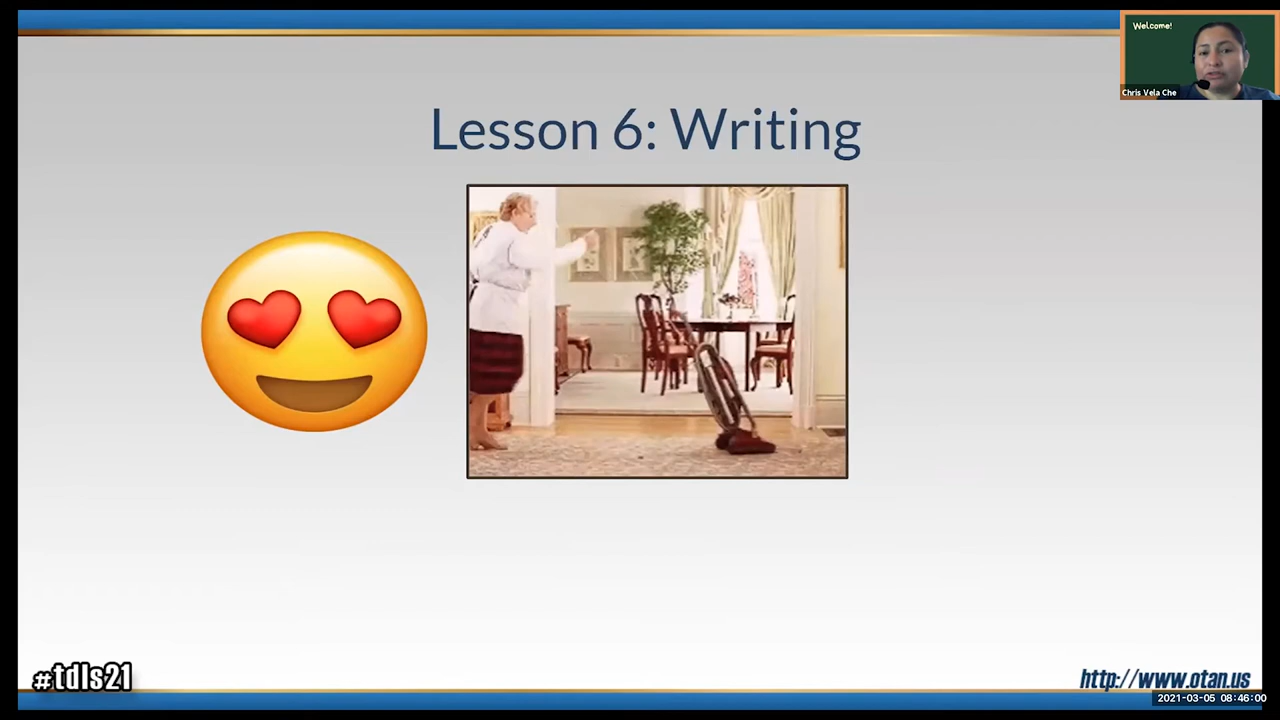 Welcome!
Chris Vela Che
Lesson 6: Writing
#tdls21
http://www.otan.us
2021-03-05 08:46:00